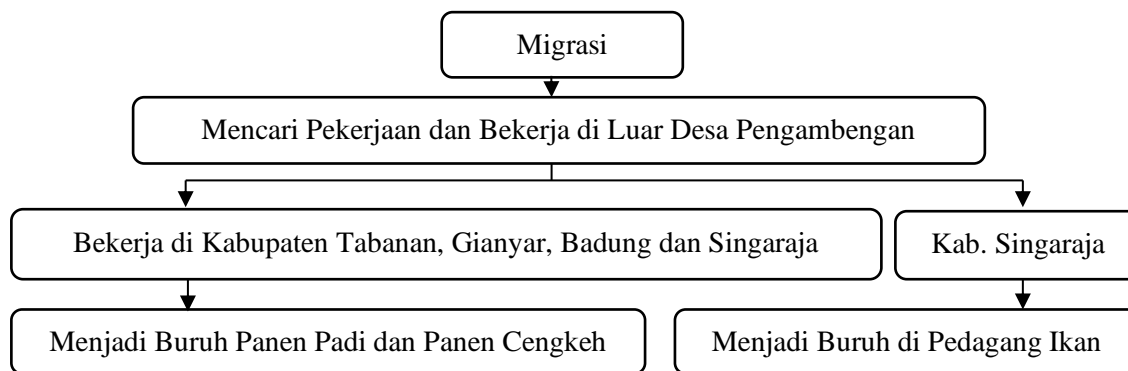 Migrasi
Mencari Pekerjaan dan Bekerja di Luar Desa Pengambengan
Bekerja di Kabupaten Tabanan, Gianyar, Badung dan Singaraja
Kab. Singaraja
Menjadi Buruh Panen Padi dan Panen Cengkeh
Menjadi Buruh di Pedagang Ikan